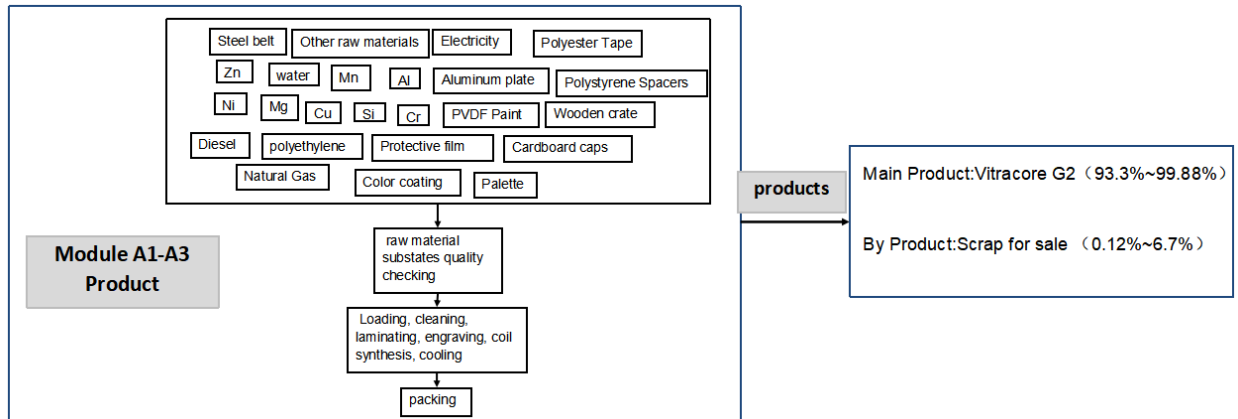 Steel belt
Other raw materials
Electricity
Polyester Tape
Zn
water
Mn
Al
Aluminum plate
Polystyrene Spacers
Ni
Mg
Cu
Si
Cr
PVDF Paint
Wooden crate
Diesel
polyethylene
Protective film
Cardboard caps
Natural Gas
Color coating
Palette
raw material
substates quality
checking
Loading, cleaning,
laminating, engraving, coil
synthesis, cooling
packing
Module A1-A3
Product
products
Main Product:Vitracore G2（93.3%~99.88%）
By Product:Scrap for sale （0.12%~6.7%）